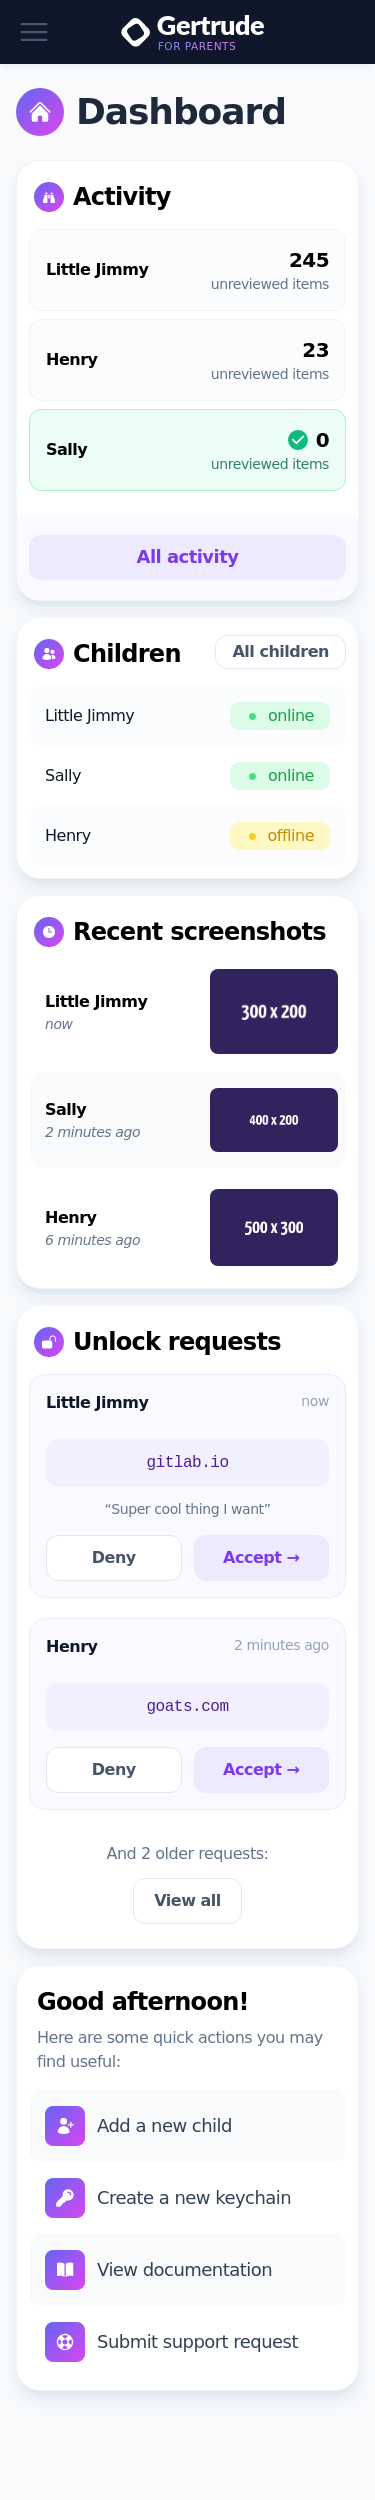 Gertrude
FOR PARENTS
Dashboard
Activity
Little Jimmy
245
unreviewed items
Henry
23
unreviewed items
Sally
0
unreviewed items
All activity
Children
All children
Little Jimmy
online
Sally
online
Henry
offline
Recent screenshots
Little Jimmy
now
300 x 200
Sally
2 minutes ago
400 x 200
Henry
6 minutes ago
500 x 300
Unlock requests
Little Jimmy
now
gitlab.io
“Super cool thing I want”
Deny
Accept →
Henry
2 minutes ago
goats.com
Deny
Accept →
And 2 older requests:
View all
Good afternoon!
Here are some quick actions you may
find useful:
Add a new child
Create a new keychain
View documentation
Submit support request